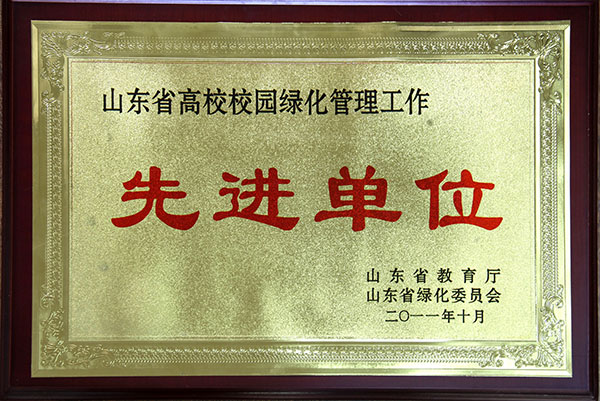 山东省高校校园绿化管理工作
先进单位
山东省教育厅
山东省绿化委员会
二〇一一年十月